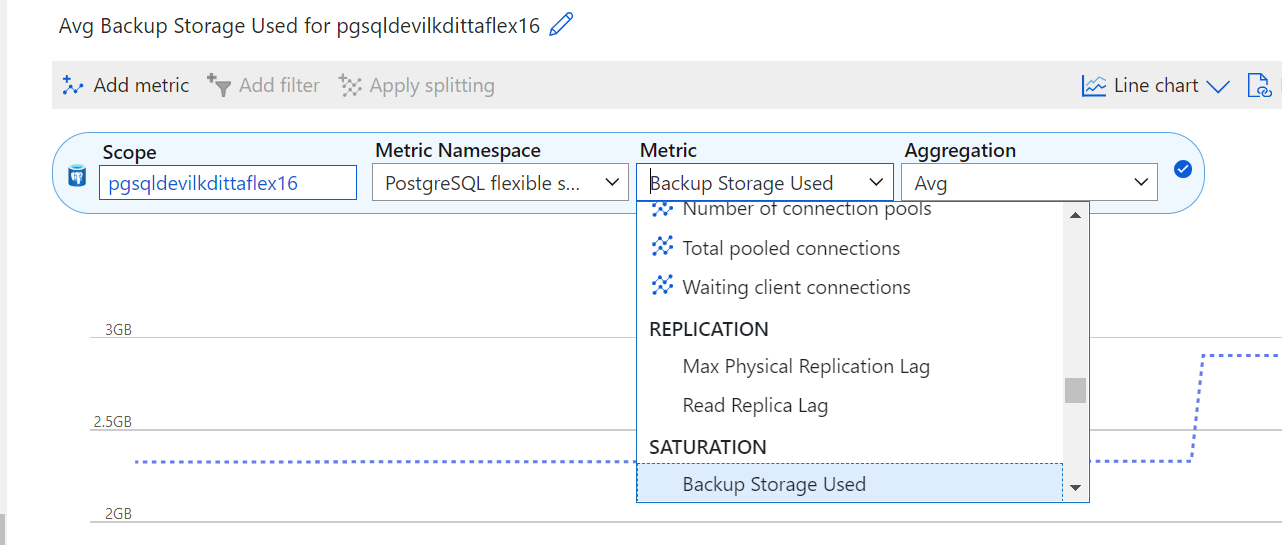 Avg Backup Storage Used for pgsqldevilkdittaflex16
Add metric Add filter Apply splitting Line chart
Scope Metric Namespace Metric Aggregation
pgsqldevilkdittaflex16 PostgreSQL flexible s... Backup Storage Used Avg
Number of connection pools
Total pooled connections
Waiting client connections
REPLICATION
3GB
Max Physical Replication Lag
Read Replica Lag
2.5GB
SATURATION
Backup Storage Used
2GB